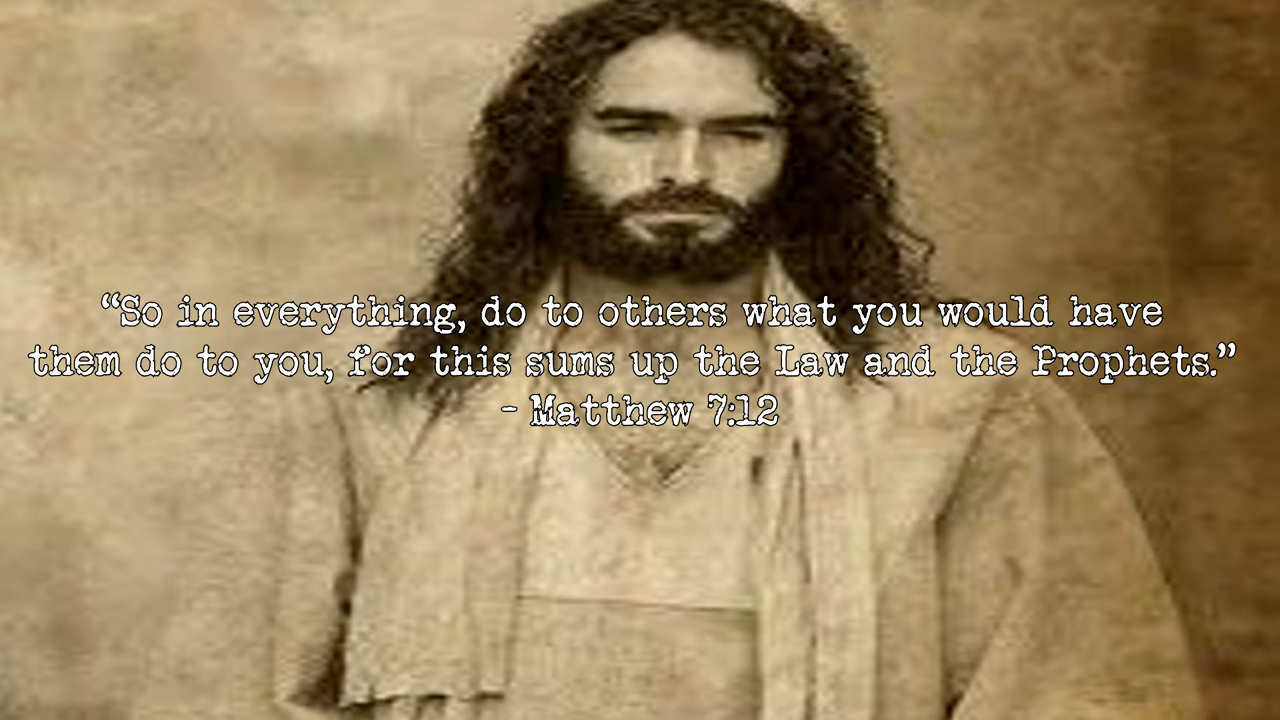 “So in everything, do to others what you would have
them do to you, for this sums up the Law and the Prophets.”
- Matthew 7:12